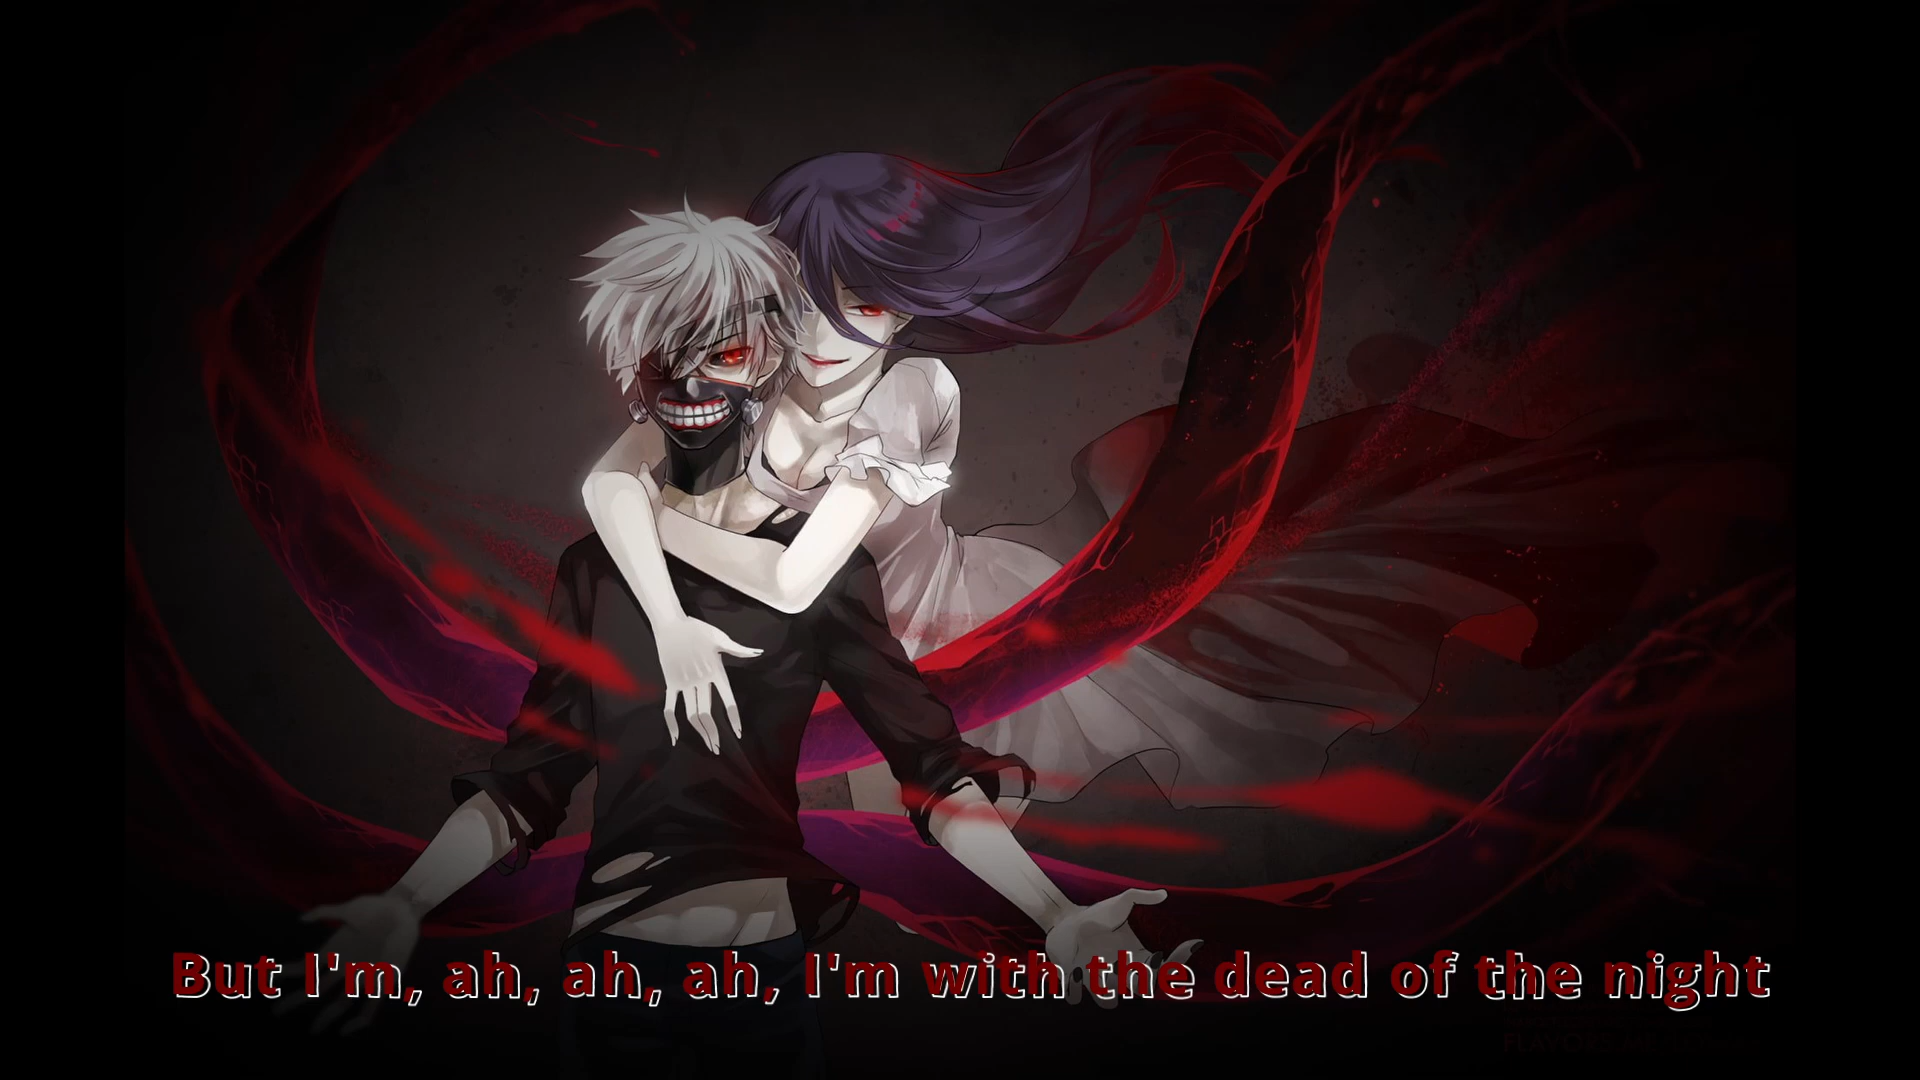 But I'm, ah, ah, ah, I'm with the dead of the night